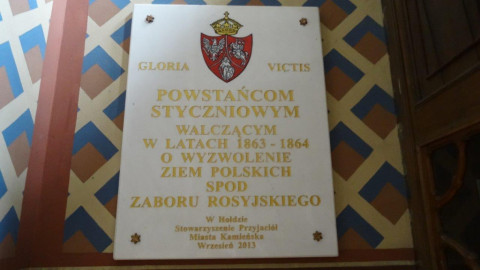 GLORIA VICTIS
POWSTAŃCOM
STYCZNIOWYM
WALCZĄCYM
W LATACH 1863 - 1864
O WYZWOLENIE
ZIEM POLSKICH
SPOD
ZABORU ROSYJSKIEGO
W Hołdzie
Stowarzyszenie Przyjaciół
Miasta Kamieńska
Wrzesień 2013